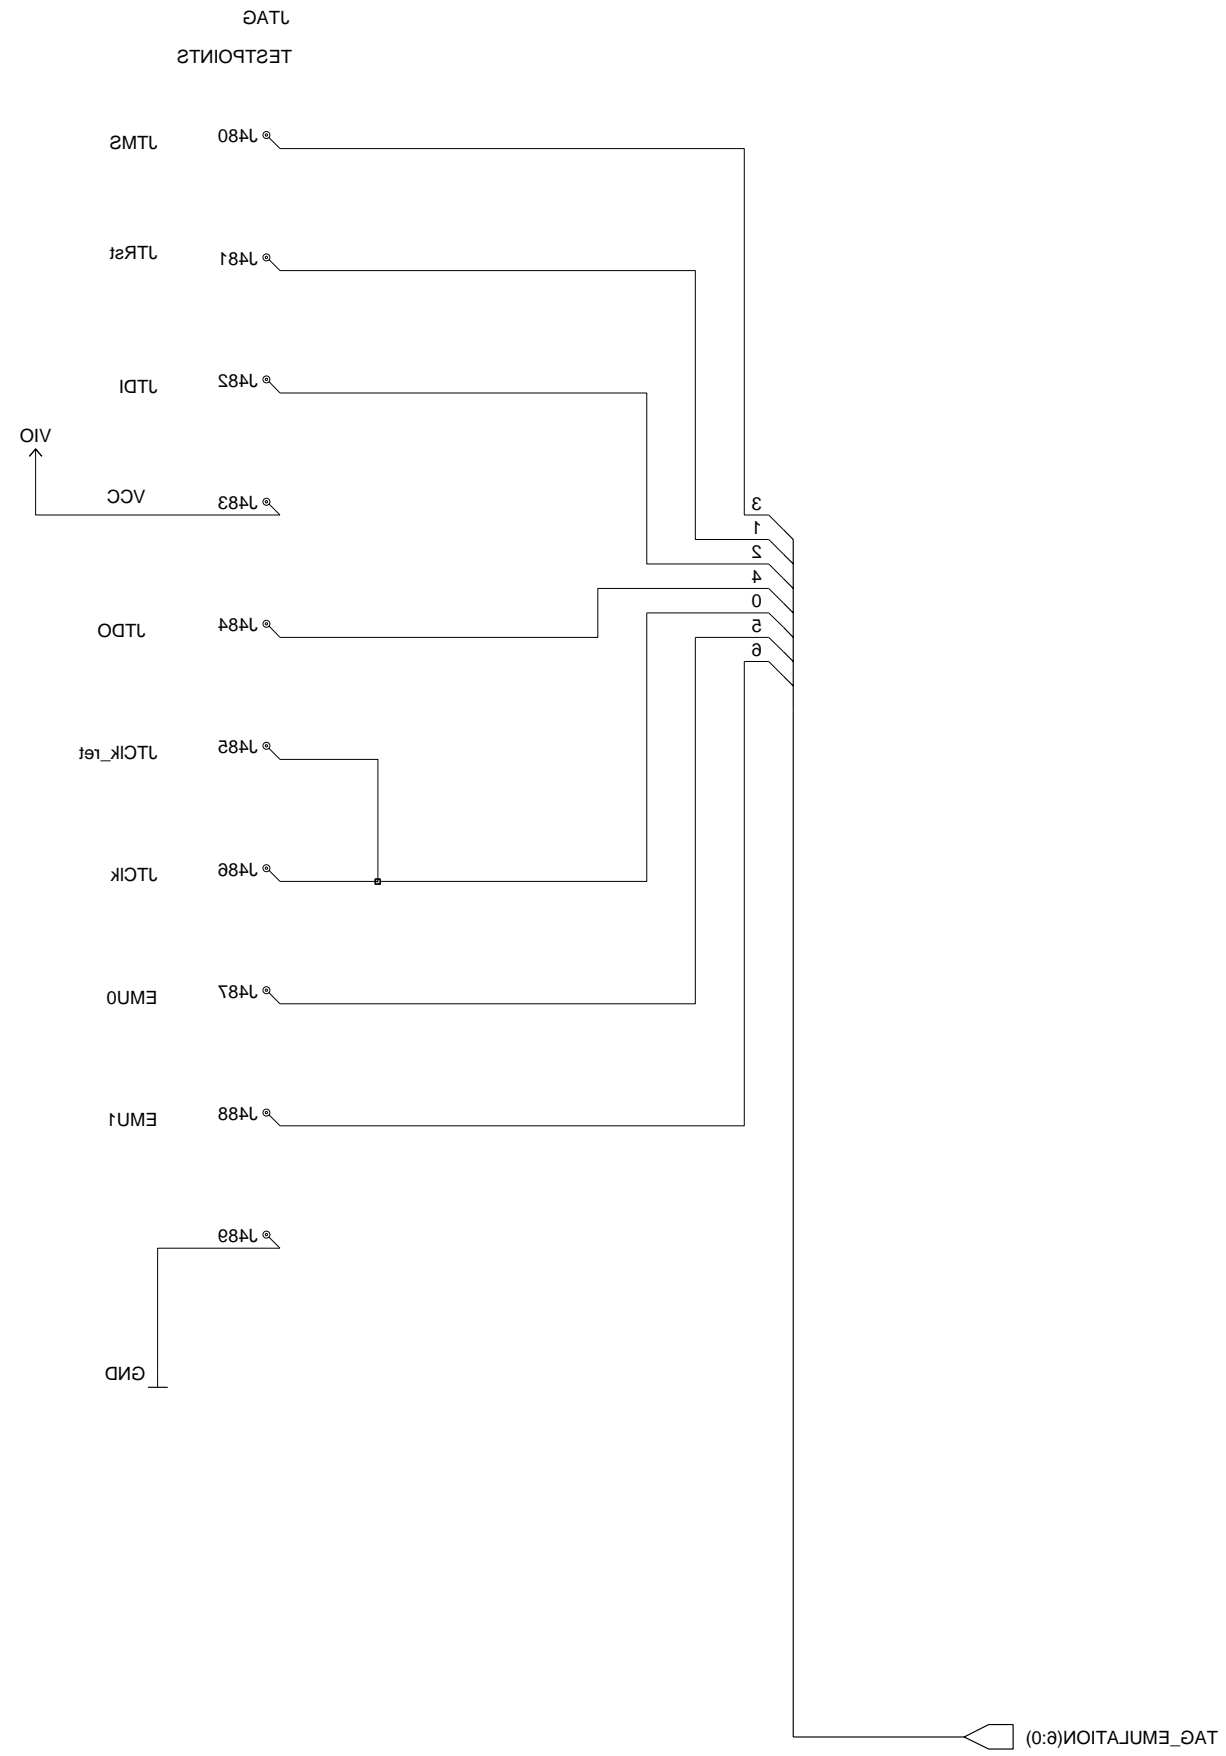 JTAG
TESTPOINTS
JTMS J480
JTRst J481
JTDI J482
VIO
VCC J483
3
1
2
4
0
5
6
JTDO J484
JTClk_ret J485
JTClk J486
EMU0 J487
EMU1 J488
J489
GND
TAG_EMULATION(6:0)